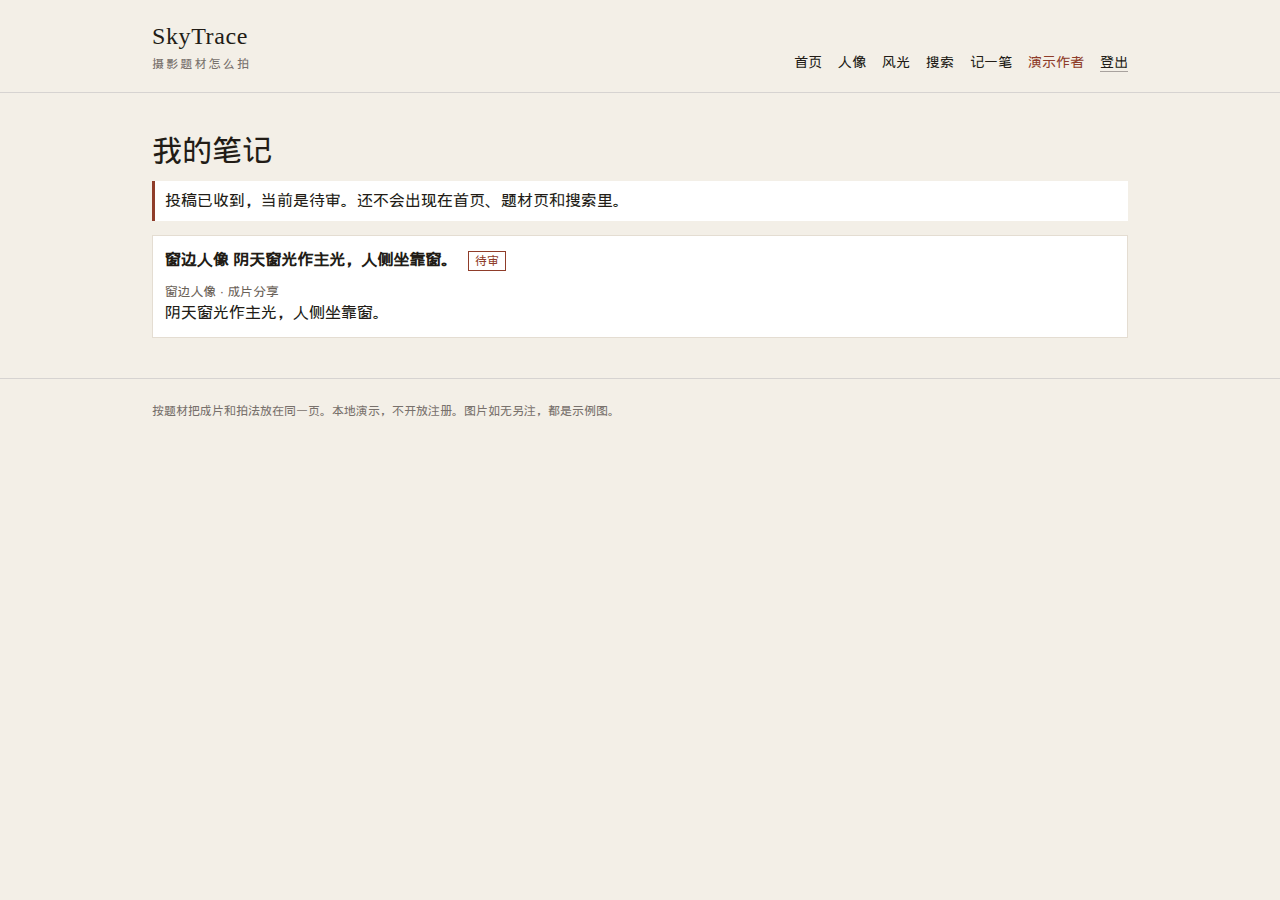 SkyTrace
摄影题材怎么拍
首页 人像 风光 搜索 记一笔 演示作者 登出
我的笔记
投稿已收到，当前是待审。还不会出现在首页、题材页和搜索里。
窗边人像 阴天窗光作主光，人侧坐靠窗。 待审
窗边人像 · 成片分享
阴天窗光作主光，人侧坐靠窗。
按题材把成片和拍法放在同一页。本地演示，不开放注册。图片如无另注，都是示例图。